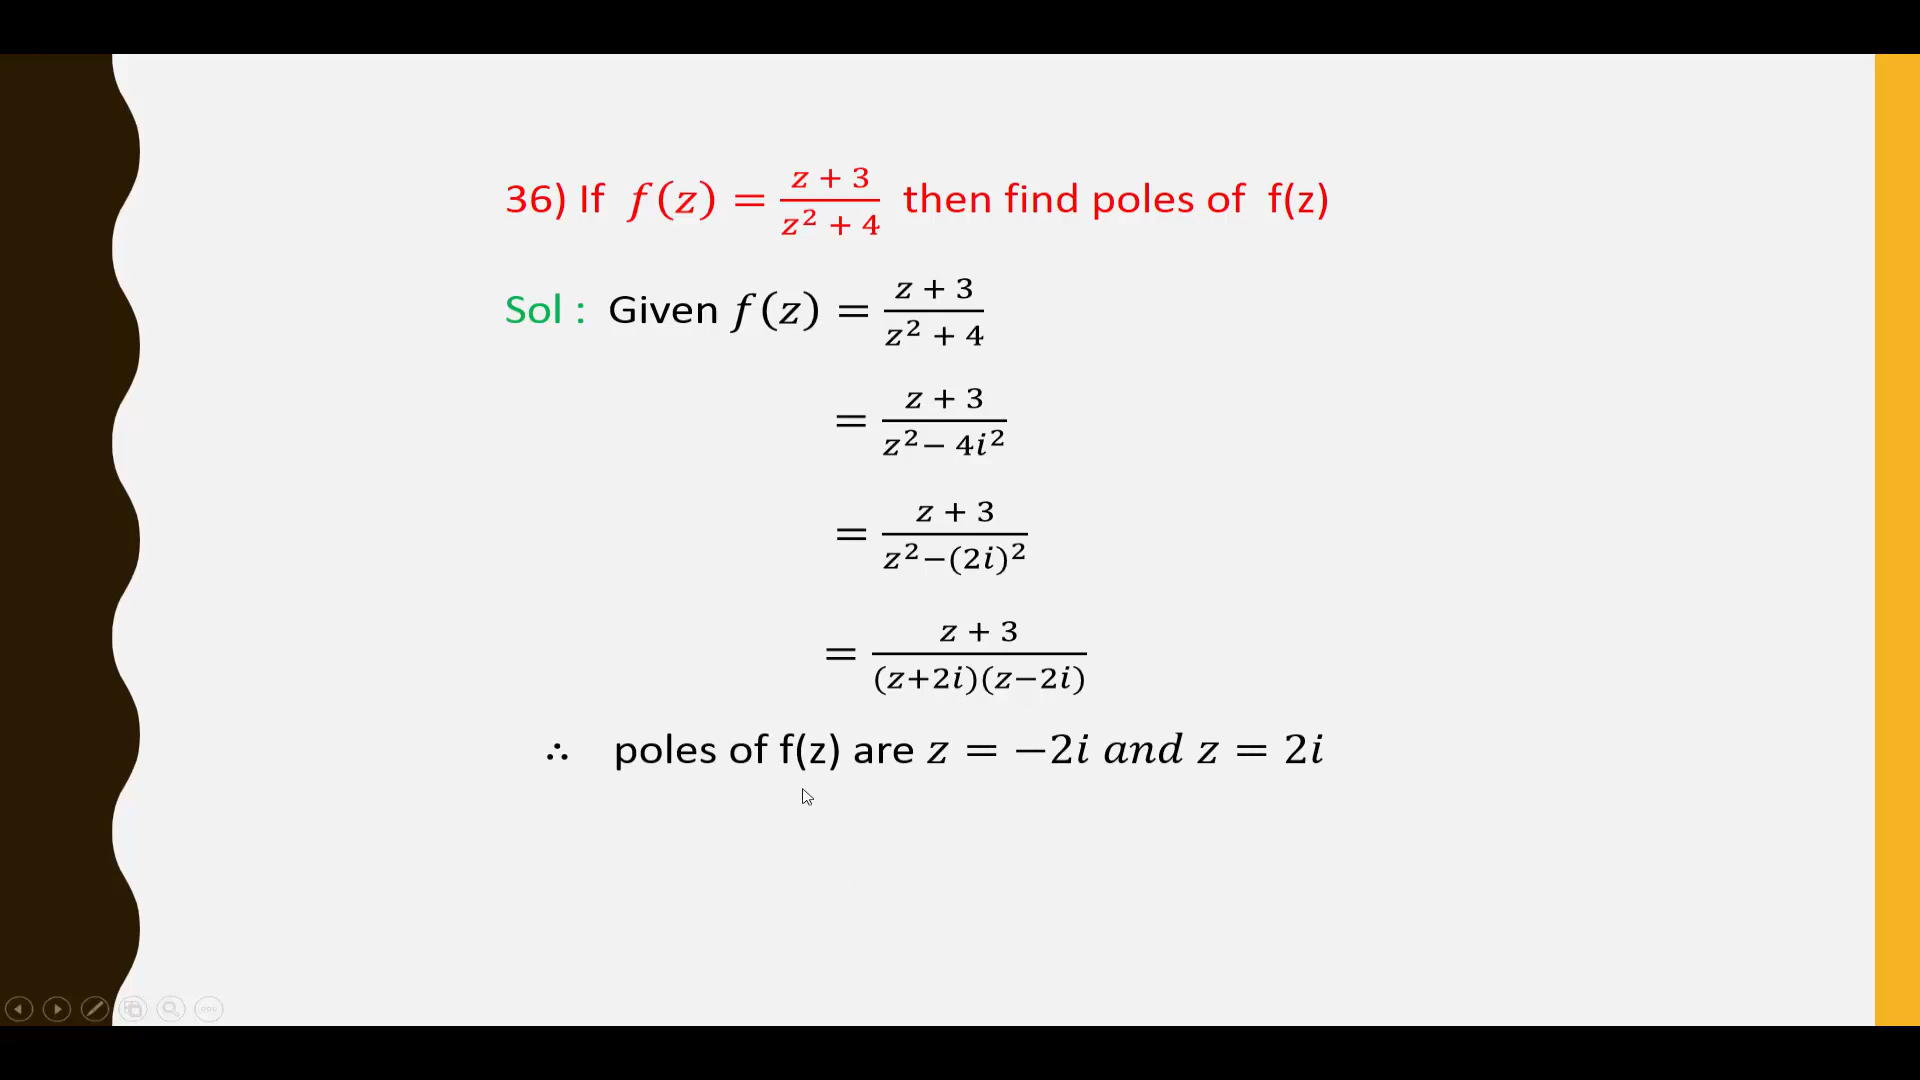 36) If f(z) = (z + 3)/(z² + 4) then find poles of f(z)
Sol : Given f(z) = (z + 3)/(z² + 4)
= (z + 3)/(z² − 4i²)
= (z + 3)/(z² −(2i)²)
= (z + 3)/((z+2i)(z−2i))
∴ poles of f(z) are z = −2i and z = 2i